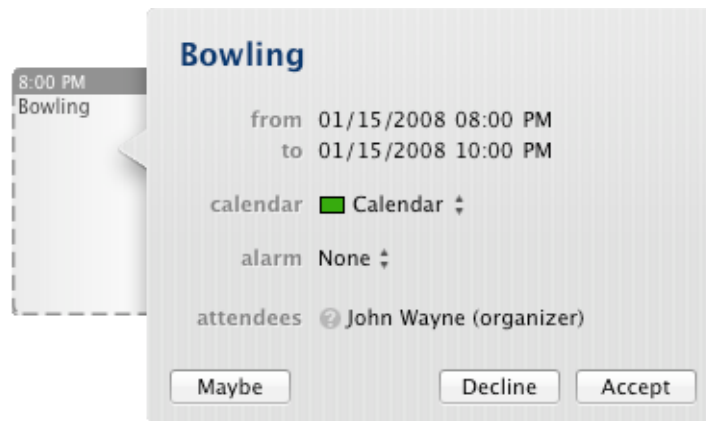 8:00 PM
Bowling
Bowling
from 01/15/2008 08:00 PM
to 01/15/2008 10:00 PM
calendar Calendar
alarm None
attendees ? John Wayne (organizer)
Maybe Decline Accept